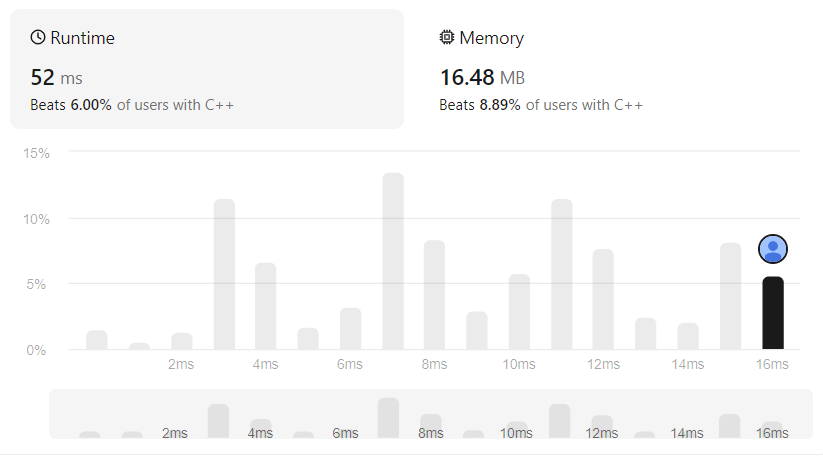 Runtime
52 ms
Beats 6.00% of users with C++
Memory
16.48 MB
Beats 8.89% of users with C++
15%
10%
5%
0%
2ms 4ms 6ms 8ms 10ms 12ms 14ms 16ms
2ms 4ms 6ms 8ms 10ms 12ms 14ms 16ms